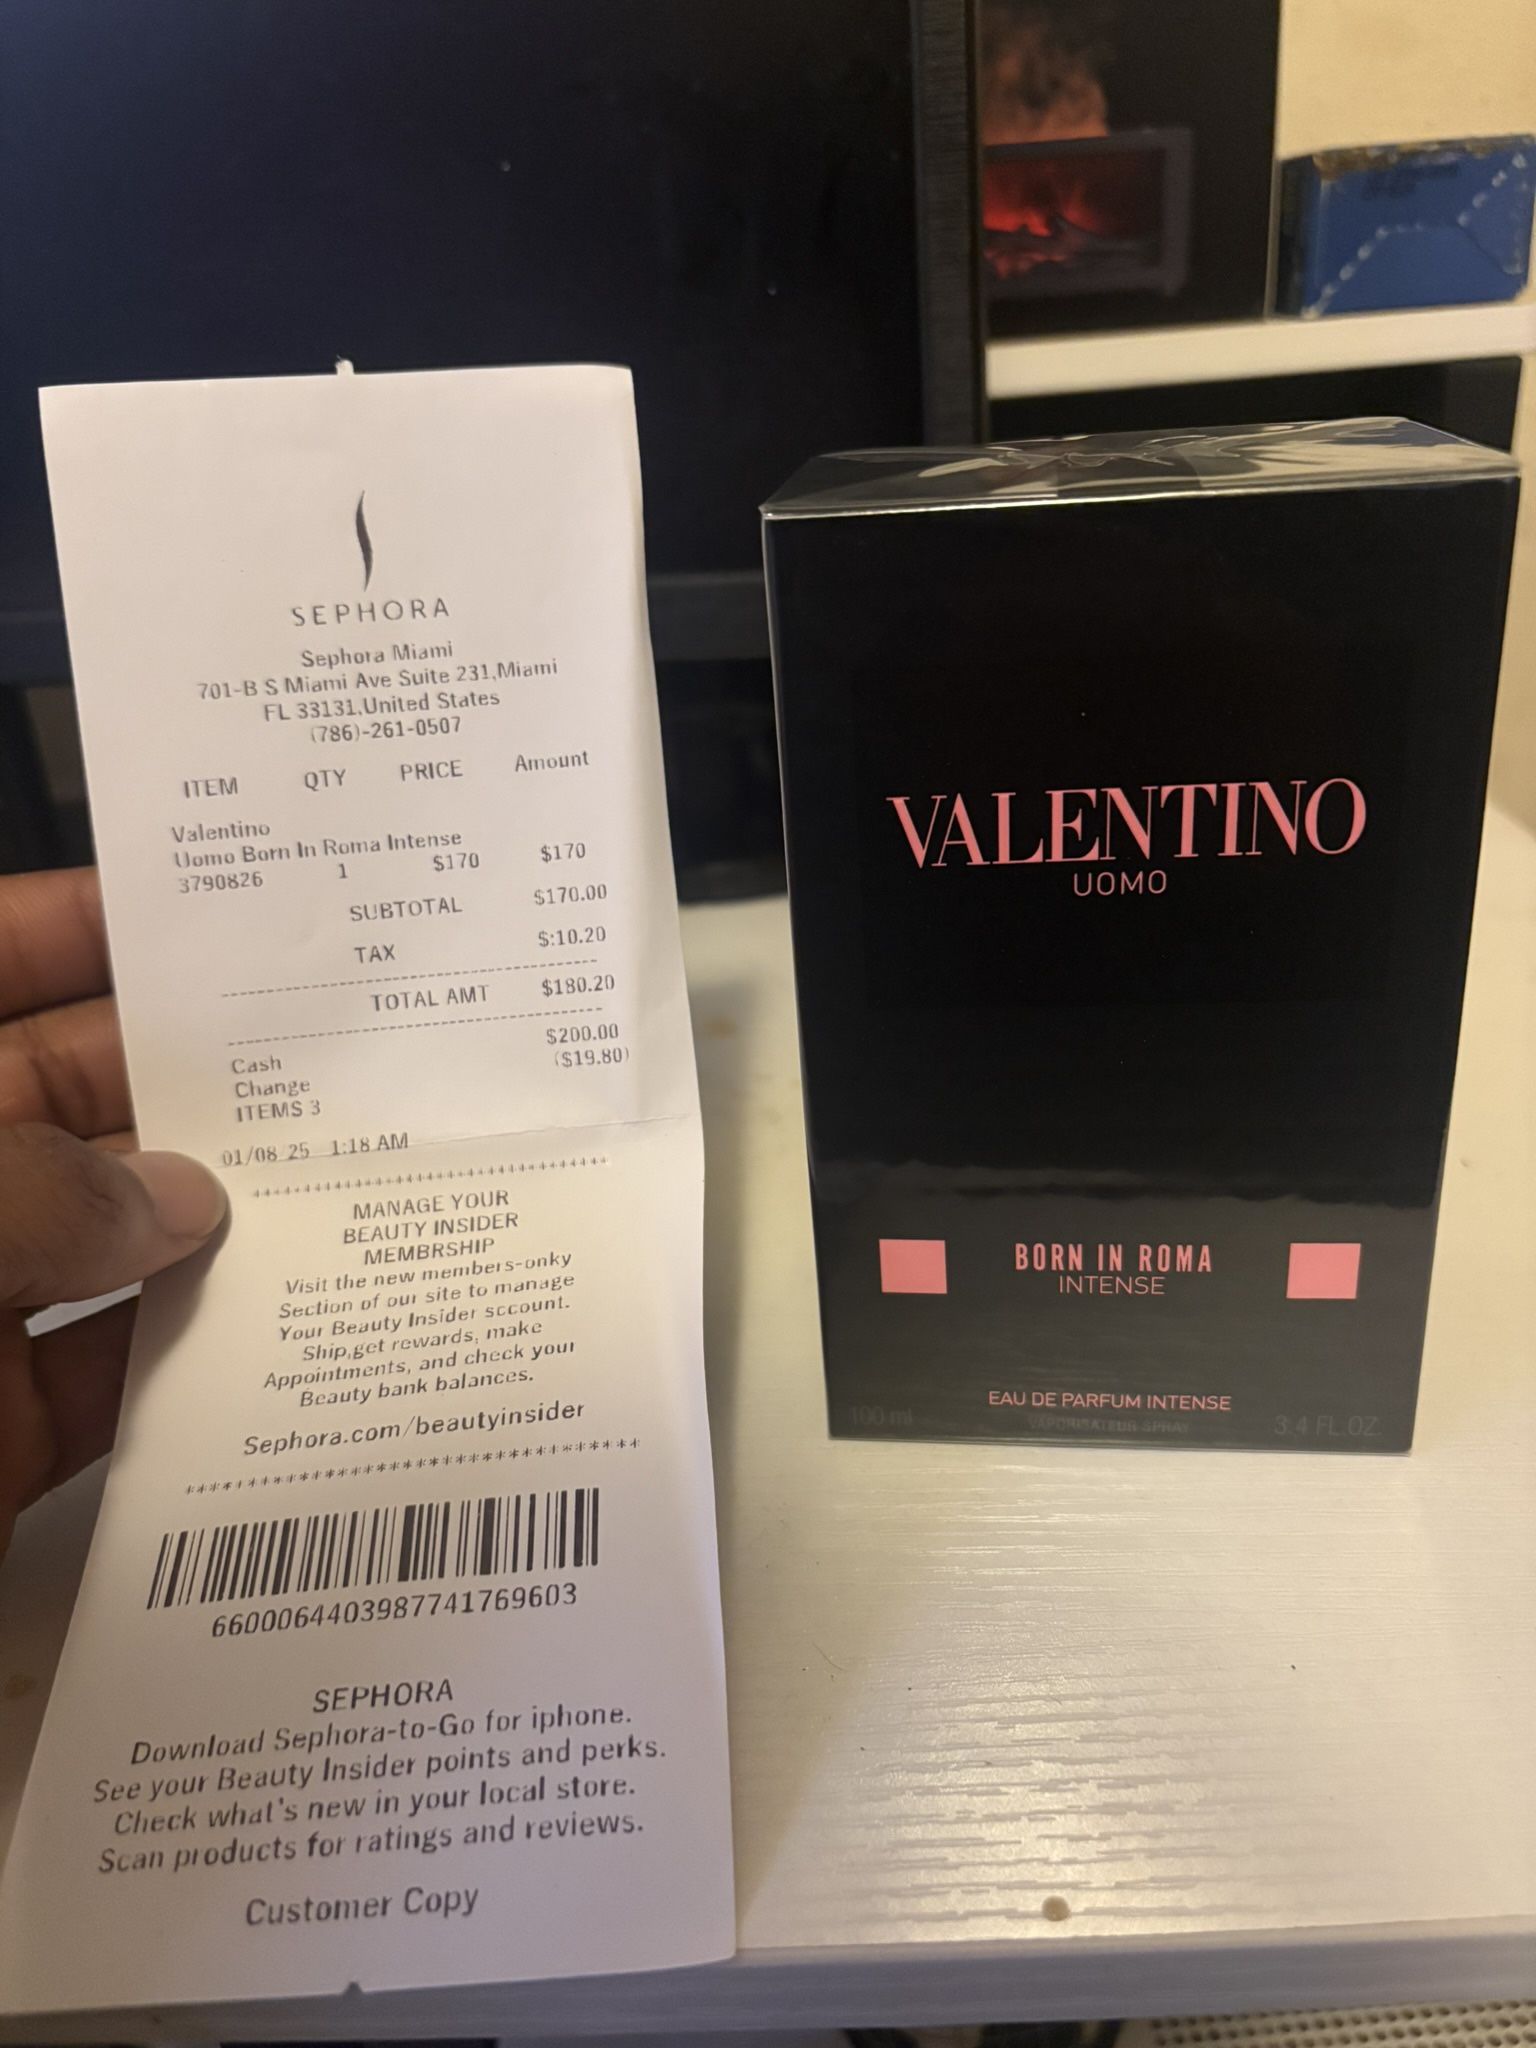 SEPHORA
Sephora Miami
701-B S Miami Ave Suite 231,Miami
FL 33131,United States
(786)-261-0507
ITEM QTY PRICE Amount
Valentino
Uomo Born In Roma Intense
3790826 1 $170 $170
SUBTOTAL $170.00
TAX $:10.20
TOTAL AMT $180.20
Cash $200.00
Change ($19.80)
ITEMS 3
01/08/25 1:18 AM
MANAGE YOUR
BEAUTY INSIDER
MEMBRSHIP
Visit the new members-onky
Section of our site to manage
Your Beauty Insider sccount.
Ship,get rewards, make
Appointments, and check your
Beauty bank balances.
Sephora.com/beautyinsider
6600064403987741769603
SEPHORA
Download Sephora-to-Go for iphone.
See your Beauty Insider points and perks.
Check what's new in your local store.
Scan products for ratings and reviews.
Customer Copy
VALENTINO
UOMO
BORN IN ROMA
INTENSE
EAU DE PARFUM INTENSE
100 ml VAPORISATEUR SPRAY 3.4 FL.OZ.